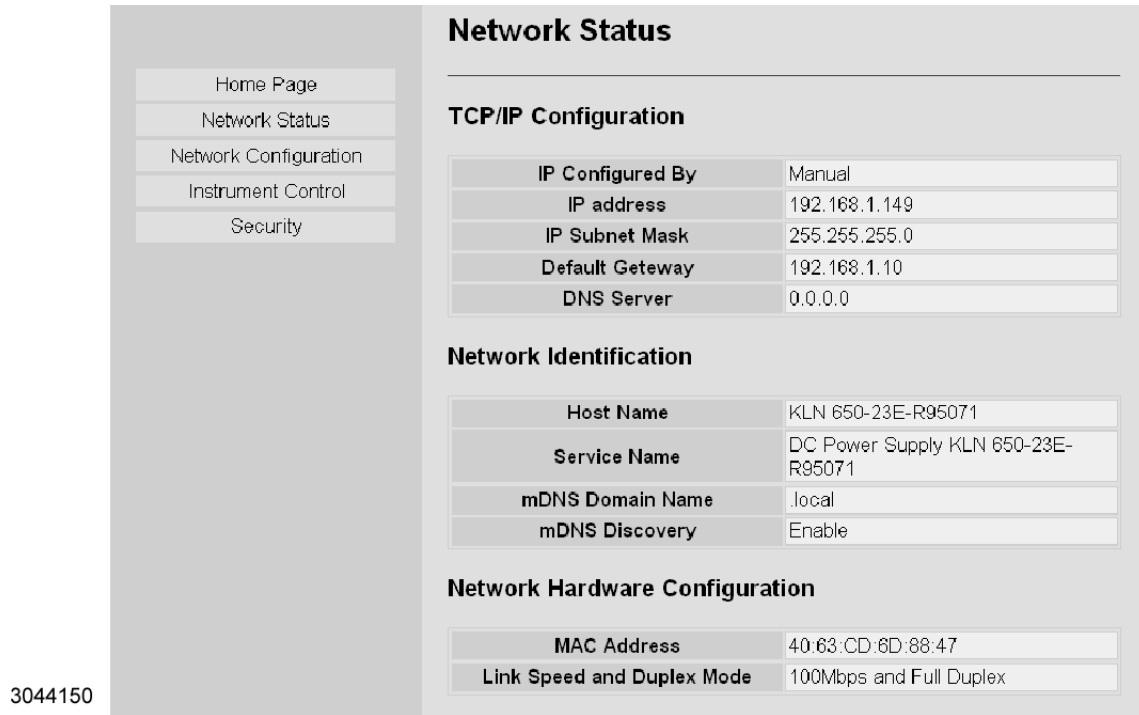 Network Status
Home Page
Network Status
Network Configuration
Instrument Control
Security
TCP/IP Configuration
IP Configured By Manual
IP address 192.168.1.149
IP Subnet Mask 255.255.255.0
Default Geteway 192.168.1.10
DNS Server 0.0.0.0
Network Identification
Host Name KLN 650-23E-R95071
Service Name DC Power Supply KLN 650-23E-
R95071
mDNS Domain Name .local
mDNS Discovery Enable
Network Hardware Configuration
MAC Address 40:63:CD:6D:88:47
Link Speed and Duplex Mode 100Mbps and Full Duplex
3044150